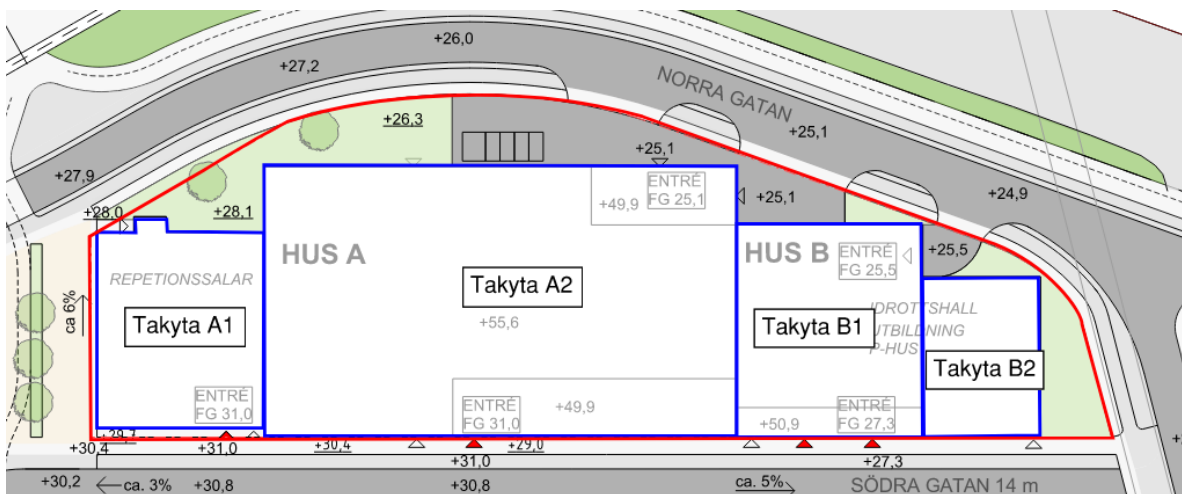 +26,0
+27,2
NORRA GATAN
+26,3
+25,1
+25,1
+27,9
ENTRÉ
FG 25,1
+25,1
+24,9
+49,9
+28,0
+28,1
HUS A
HUS B
ENTRÉ
FG 25,5
+25,5
REPETIONSSALAR
Takyta A2
ca 6%
Takyta A1
+55,6
Takyta B1
IDROTTSHALL
UTBILDNING
P-HUS
Takyta B2
ENTRÉ
FG 31,0
ENTRÉ
FG 31,0
+49,9
ENTRÉ
FG 27,3
+50,9
+29,7
+30,4
+31,0
+30,4
+29,0
+31,0
+27,3
+30,2
ca. 3%
+30,8
+30,8
ca. 5%
SÖDRA GATAN 14 m